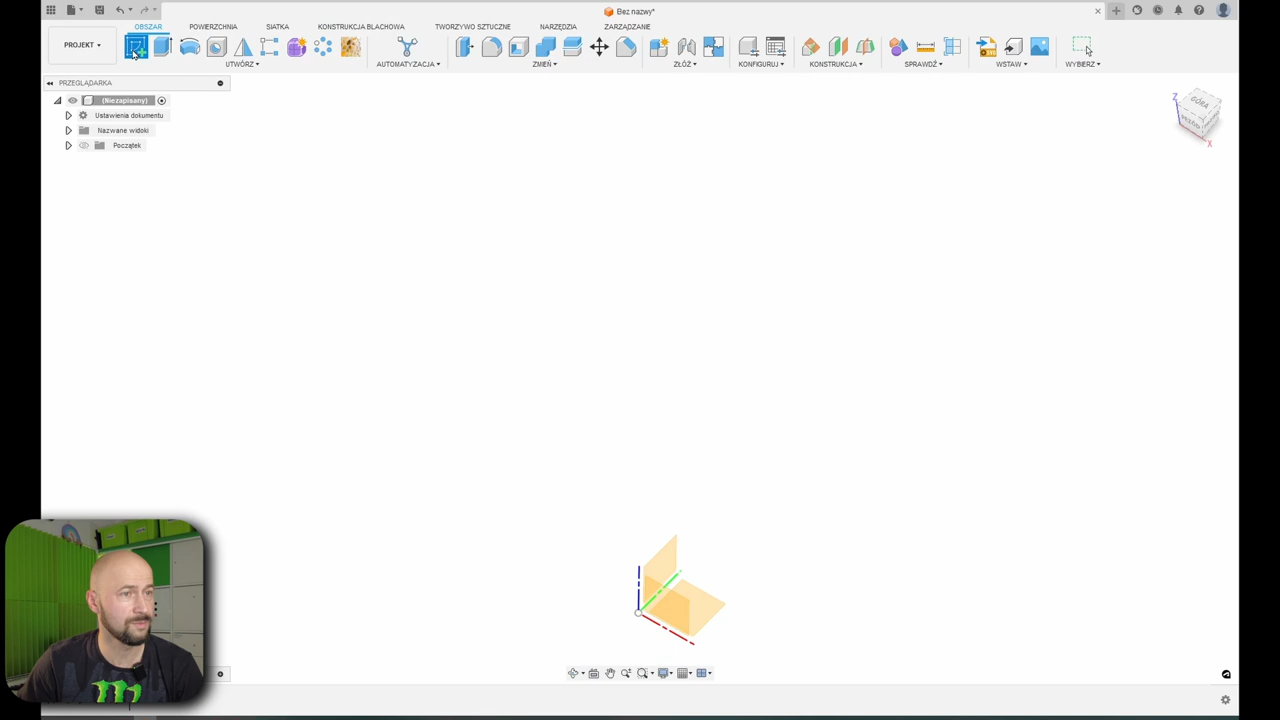 Bez nazwy*
PROJEKT
OBSZAR
POWIERZCHNIA
SIATKA
KONSTRUKCJA BLACHOWA
TWORZYWO SZTUCZNE
NARZĘDZIA
ZARZĄDZANIE
UTWÓRZ
AUTOMATYZACJA
ZMIEŃ
ZŁÓŻ
KONFIGURUJ
KONSTRUKCJA
SPRAWDŹ
WSTAW
WYBIERZ
PRZEGLĄDARKA
(Niezapisany)
Ustawienia dokumentu
Nazwane widoki
Początek
Z
GÓRA
X